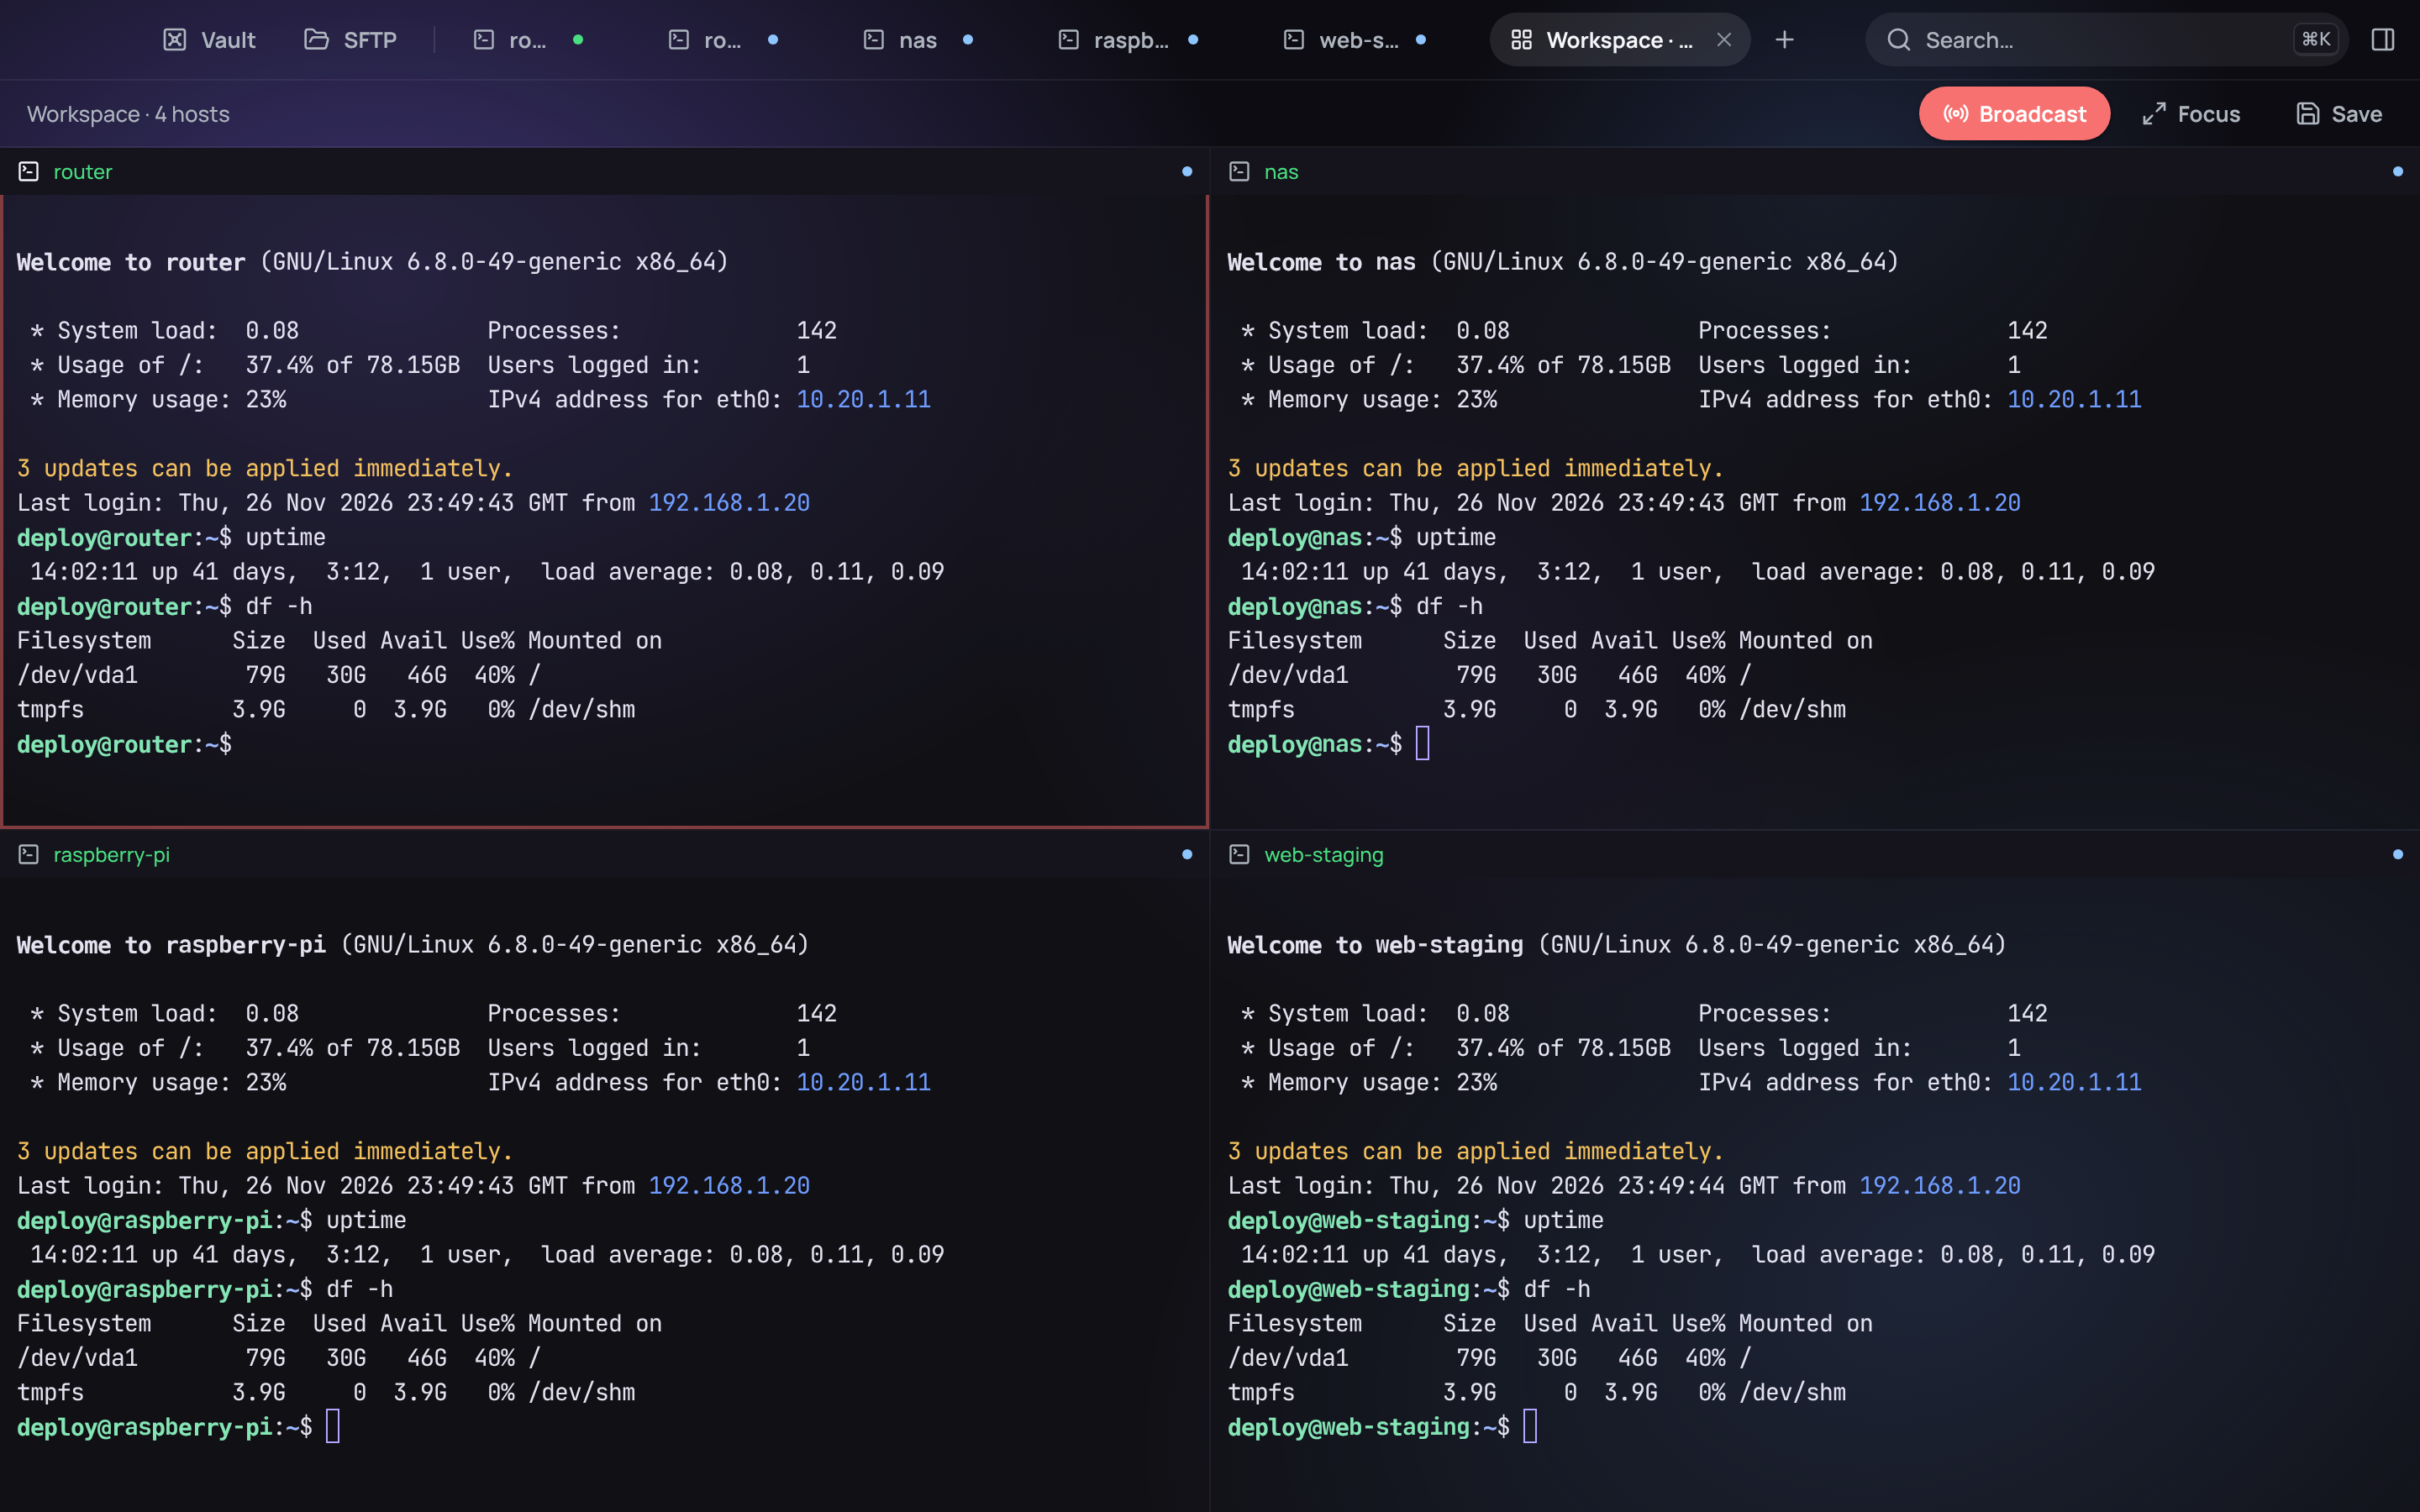 Vault SFTP ro... ro... nas raspb... web-s... Workspace · ... Search... ⌘K
Workspace · 4 hosts Broadcast Focus Save
router
Welcome to router (GNU/Linux 6.8.0-49-generic x86_64)
* System load: 0.08 Processes: 142
* Usage of /: 37.4% of 78.15GB Users logged in: 1
* Memory usage: 23% IPv4 address for eth0: 10.20.1.11
3 updates can be applied immediately.
Last login: Thu, 26 Nov 2026 23:49:43 GMT from 192.168.1.20
deploy@router:~$ uptime
14:02:11 up 41 days, 3:12, 1 user, load average: 0.08, 0.11, 0.09
deploy@router:~$ df -h
Filesystem Size Used Avail Use% Mounted on
/dev/vda1 79G 30G 46G 40% /
tmpfs 3.9G 0 3.9G 0% /dev/shm
deploy@router:~$
nas
Welcome to nas (GNU/Linux 6.8.0-49-generic x86_64)
* System load: 0.08 Processes: 142
* Usage of /: 37.4% of 78.15GB Users logged in: 1
* Memory usage: 23% IPv4 address for eth0: 10.20.1.11
3 updates can be applied immediately.
Last login: Thu, 26 Nov 2026 23:49:43 GMT from 192.168.1.20
deploy@nas:~$ uptime
14:02:11 up 41 days, 3:12, 1 user, load average: 0.08, 0.11, 0.09
deploy@nas:~$ df -h
Filesystem Size Used Avail Use% Mounted on
/dev/vda1 79G 30G 46G 40% /
tmpfs 3.9G 0 3.9G 0% /dev/shm
deploy@nas:~$
raspberry-pi
Welcome to raspberry-pi (GNU/Linux 6.8.0-49-generic x86_64)
* System load: 0.08 Processes: 142
* Usage of /: 37.4% of 78.15GB Users logged in: 1
* Memory usage: 23% IPv4 address for eth0: 10.20.1.11
3 updates can be applied immediately.
Last login: Thu, 26 Nov 2026 23:49:43 GMT from 192.168.1.20
deploy@raspberry-pi:~$ uptime
14:02:11 up 41 days, 3:12, 1 user, load average: 0.08, 0.11, 0.09
deploy@raspberry-pi:~$ df -h
Filesystem Size Used Avail Use% Mounted on
/dev/vda1 79G 30G 46G 40% /
tmpfs 3.9G 0 3.9G 0% /dev/shm
deploy@raspberry-pi:~$
web-staging
Welcome to web-staging (GNU/Linux 6.8.0-49-generic x86_64)
* System load: 0.08 Processes: 142
* Usage of /: 37.4% of 78.15GB Users logged in: 1
* Memory usage: 23% IPv4 address for eth0: 10.20.1.11
3 updates can be applied immediately.
Last login: Thu, 26 Nov 2026 23:49:44 GMT from 192.168.1.20
deploy@web-staging:~$ uptime
14:02:11 up 41 days, 3:12, 1 user, load average: 0.08, 0.11, 0.09
deploy@web-staging:~$ df -h
Filesystem Size Used Avail Use% Mounted on
/dev/vda1 79G 30G 46G 40% /
tmpfs 3.9G 0 3.9G 0% /dev/shm
deploy@web-staging:~$